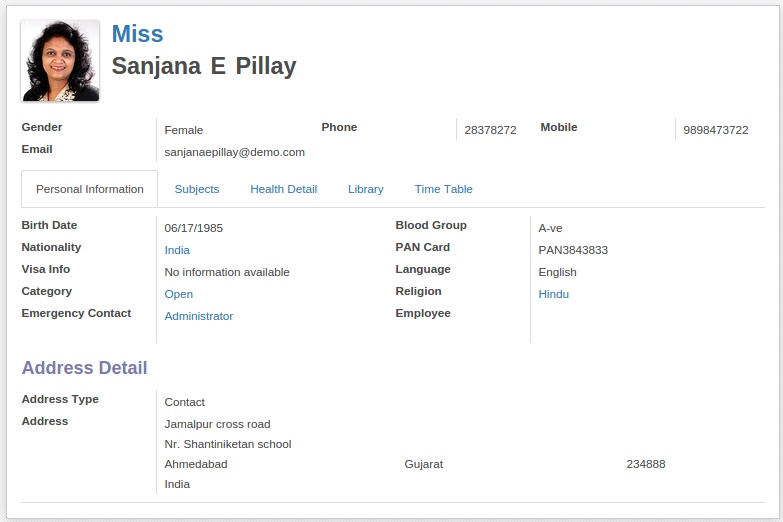 Miss
Sanjana E Pillay
Gender Female Phone 28378272 Mobile 9898473722
Email sanjanaepillay@demo.com
Personal Information Subjects Health Detail Library Time Table
Birth Date 06/17/1985 Blood Group A-ve
Nationality India PAN Card PAN3843833
Visa Info No information available Language English
Category Open Religion Hindu
Emergency Contact Administrator Employee
Address Detail
Address Type Contact
Address Jamalpur cross road
Nr. Shantiniketan school
Ahmedabad Gujarat 234888
India